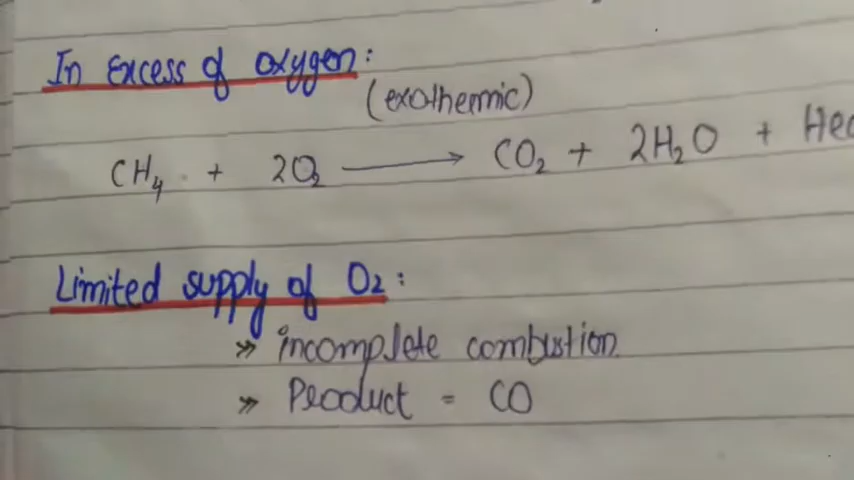 In Excess of oxygen:
(exothermic)
CH₄ + 2O₂ ⟶ CO₂ + 2H₂O +
Limited supply of O₂:
» incomplete combustion
» Product = CO